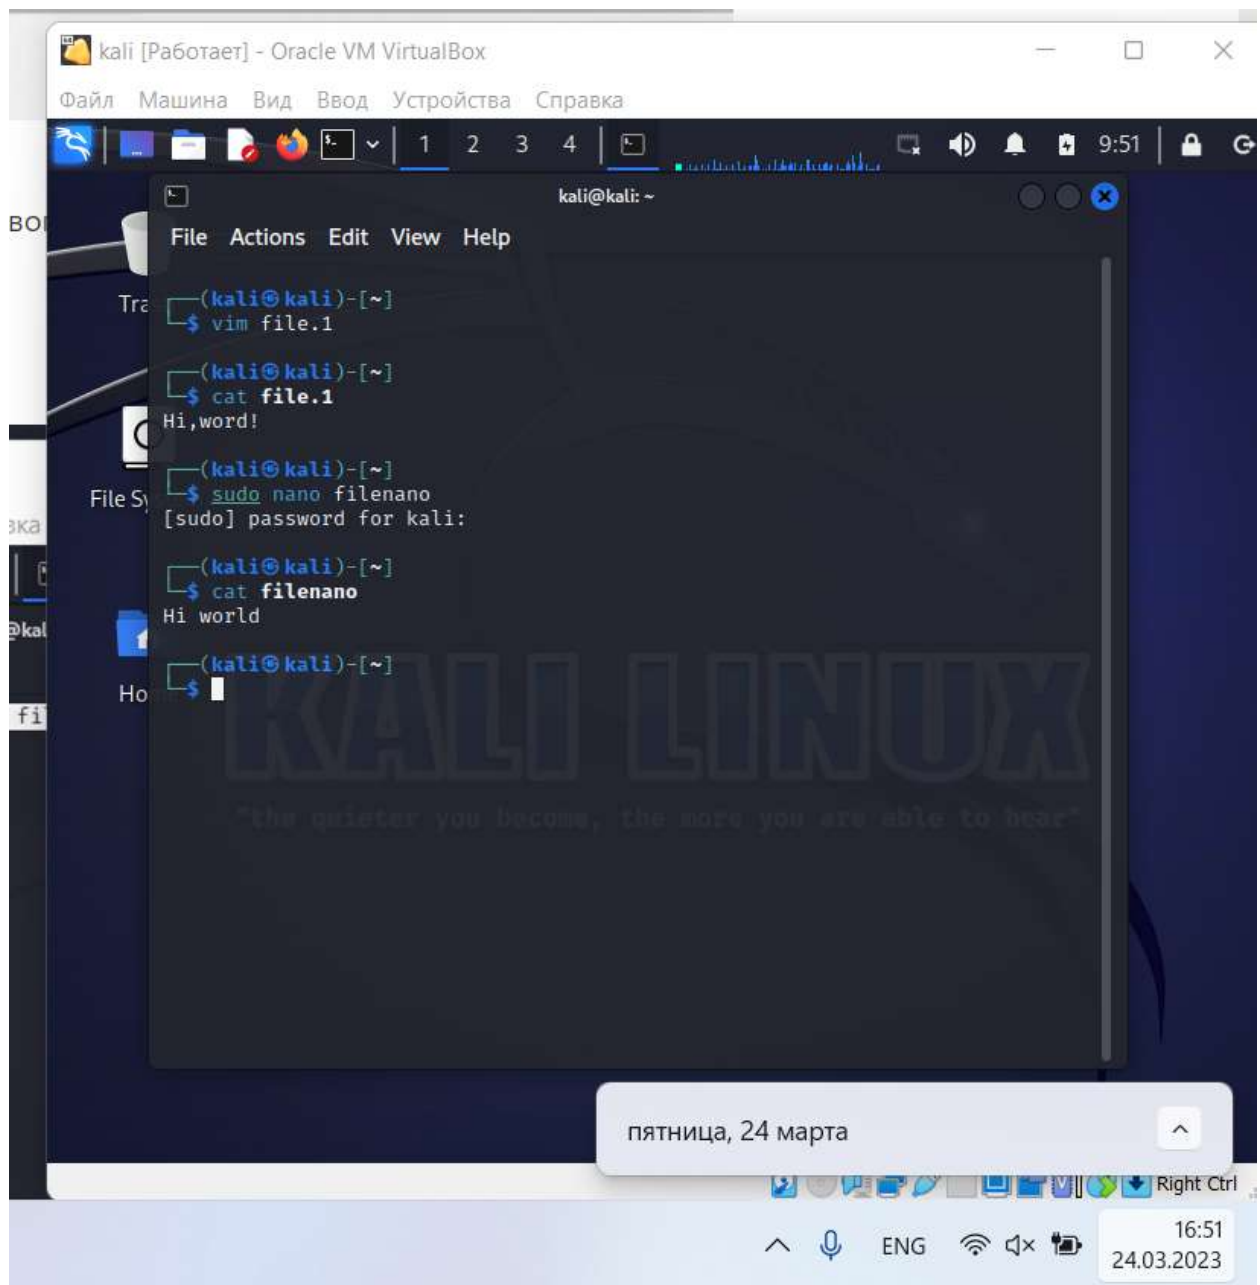 kali [Работает] - Oracle VM VirtualBox
Файл Машина Вид Ввод Устройства Справка
1 2 3 4 9:51
kali@kali: ~
File Actions Edit View Help
┌──(kali㉿kali)-[~]
└─$ vim file.1
┌──(kali㉿kali)-[~]
└─$ cat file.1
Hi,word!
┌──(kali㉿kali)-[~]
└─$ sudo nano filenano
[sudo] password for kali:
┌──(kali㉿kali)-[~]
└─$ cat filenano
Hi world
┌──(kali㉿kali)-[~]
└─$
KALI LINUX
"the quieter you become, the more you are able to hear"
пятница, 24 марта
Right Ctrl
ENG
16:51
24.03.2023